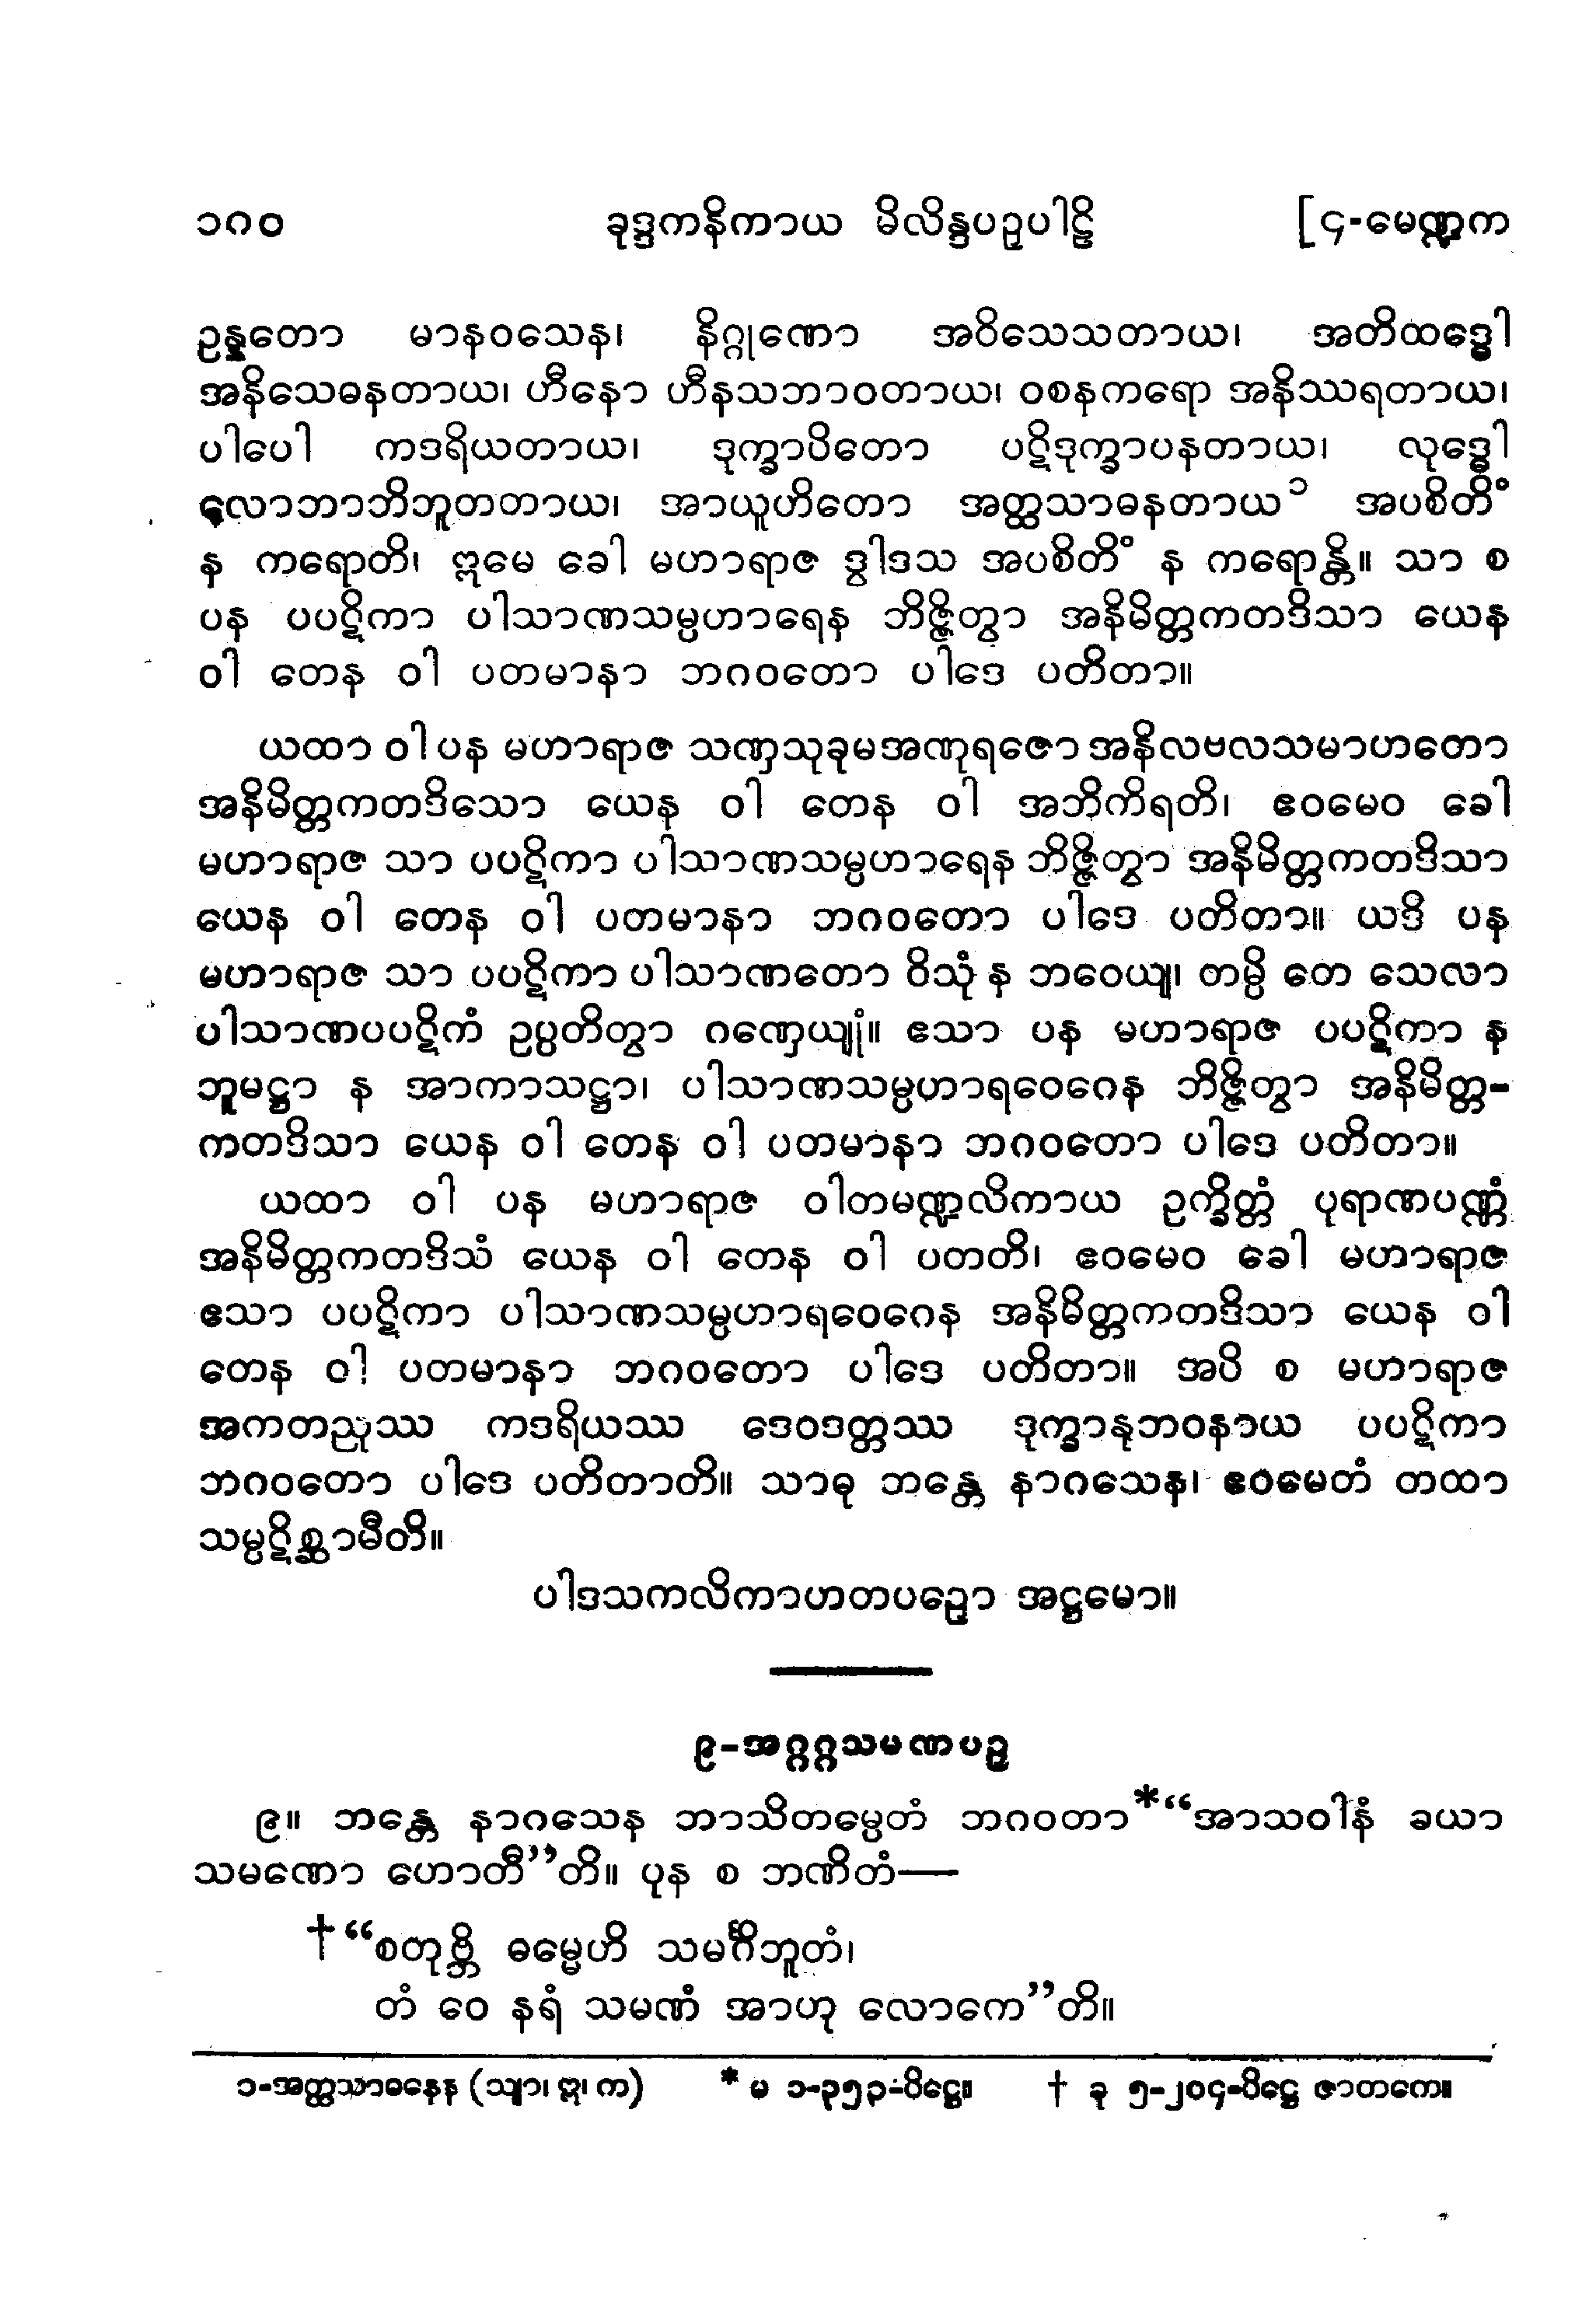 ၁၈၀ ခုဒ္ဒကနိကာယ မိလိန္ဒပဉှပါဠိ [၄-မေဏ္ဍက
ဥန္နတော မာနဝသေန၊ နိဂ္ဂုဏော အဝိသေသတာယ၊ အတိထဒ္ဓေါ
အနိသေဓနတာယ၊ ဟီနော ဟီနသဘာဝတာယ၊ ဝစနကရော အနိဿရတာယ၊
ပါပေါ ကဒရိယတာယ၊ ဒုက္ခာပိတော ပဋိဒုက္ခာပနတာယ၊ လုဒ္ဓေါ
လောဘာဘိဘူတတာယ၊ အာယူဟိတော အတ္ထသာဓနတာယ ၁ အပစိတိံ
န ကရောတိ၊ ဣမေ ခေါ မဟာရာဇ ဒွါဒသ အပစိတိံ န ကရောန္တိ။ သာ စ
ပန ပပဋိကာ ပါသာဏသမ္ပဟာရေန ဘိဇ္ဇိတွာ အနိမိတ္တကတဒိသာ ယေန
ဝါ တေန ဝါ ပတမာနာ ဘဂဝတော ပါဒေ ပတိတာ။
ယထာ ဝါ ပန မဟာရာဇ သဏှသုခုမအဏုရဇော အနိလဗလသမာဟတော
အနိမိတ္တကတဒိသော ယေန ဝါ တေန ဝါ အဘိကိရတိ၊ ဧဝမေဝ ခေါ
မဟာရာဇ သာ ပပဋိကာ ပါသာဏသမ္ပဟာရေန ဘိဇ္ဇိတွာ အနိမိတ္တကတဒိသာ
ယေန ဝါ တေန ဝါ ပတမာနာ ဘဂဝတော ပါဒေ ပတိတာ။ ယဒိ ပန
မဟာရာဇ သာ ပပဋိကာ ပါသာဏတော ဝိသုံ န ဘဝေယျ၊ တမ္ပိ တေ သေလာ
ပါသာဏပပဋိကံ ဥပ္ပတိတွာ ဂဏှေယျုံ။ ဧသာ ပန မဟာရာဇ ပပဋိကာ န
ဘူမဋ္ဌာ န အာကာသဋ္ဌာ၊ ပါသာဏသမ္ပဟာရဝေဂေန ဘိဇ္ဇိတွာ အနိမိတ္တ-
ကတဒိသာ ယေန ဝါ တေန ဝါ ပတမာနာ ဘဂဝတော ပါဒေ ပတိတာ။
ယထာ ဝါ ပန မဟာရာဇ ဝါတမဏ္ဍလိကာယ ဥက္ခိတ္တံ ပုရာဏပဏ္ဏံ
အနိမိတ္တကတဒိသံ ယေန ဝါ တေန ဝါ ပတတိ၊ ဧဝမေဝ ခေါ မဟာရာဇ
ဧသာ ပပဋိကာ ပါသာဏသမ္ပဟာရဝေဂေန အနိမိတ္တကတဒိသာ ယေန ဝါ
တေန ဝါ ပတမာနာ ဘဂဝတော ပါဒေ ပတိတာ။ အပိ စ မဟာရာဇ
အကတညုဿ ကဒရိယဿ ဒေဝဒတ္တဿ ဒုက္ခာနုဘဝနာယ ပပဋိကာ
ဘဂဝတော ပါဒေ ပတိတာတိ။ သာဓု ဘန္တေ နာဂသေန၊ ဧဝမေတံ တထာ
သမ္ပဋိစ္ဆာမီတိ။
ပါဒသကလိကာဟတပဉှော အဋ္ဌမော။
၉-အဂ္ဂဂ္ဂသမဏပဉှ
၉။ ဘန္တေ နာဂသေန ဘာသိတမ္ပေတံ ဘဂဝတာ*“အာသဝါနံ ခယာ
သမဏော ဟောတီ”တိ။ ပုန စ ဘဏိတံ—
†“စတုဗ္ဘိ ဓမ္မေဟိ သမင်္ဂိဘူတံ၊
တံ ဝေ နရံ သမဏံ အာဟု လောကေ”တိ။
၁-အတ္ထသာဓနေန (သျာ၊ ဣ၊ က) * မ ၁-၃၅၃-ပိဋ္ဌေ။ † ခု ၅-၂၀၄-ပိဋ္ဌေ ဇာတကေ။